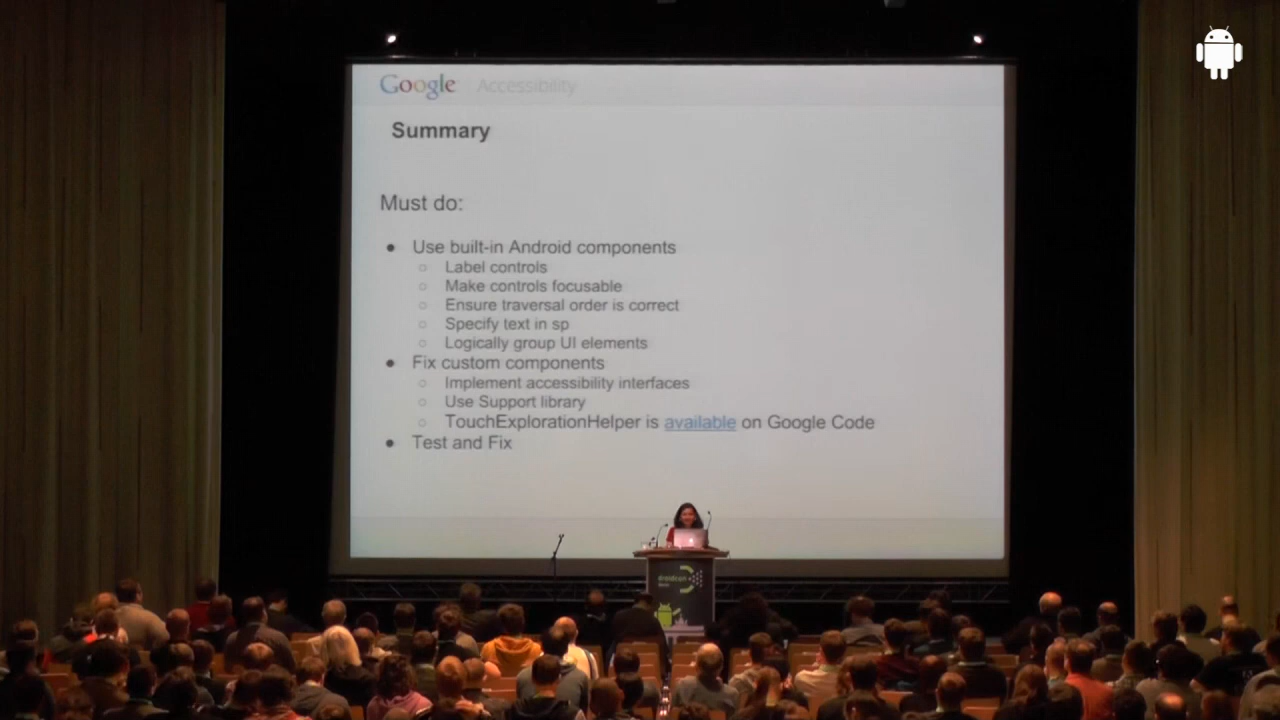 Google Accessibility
Summary
Must do:
● Use built-in Android components
○ Label controls
○ Make controls focusable
○ Ensure traversal order is correct
○ Specify text in sp
○ Logically group UI elements
● Fix custom components
○ Implement accessibility interfaces
○ Use Support library
○ TouchExplorationHelper is available on Google Code
● Test and Fix
droidcon